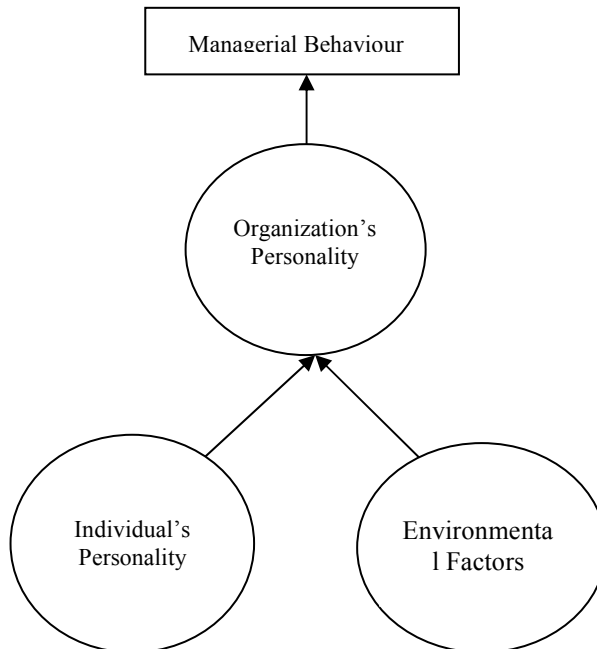 Managerial Behaviour
Organization’s
Personality
Individual’s
Personality
Environmenta
l Factors